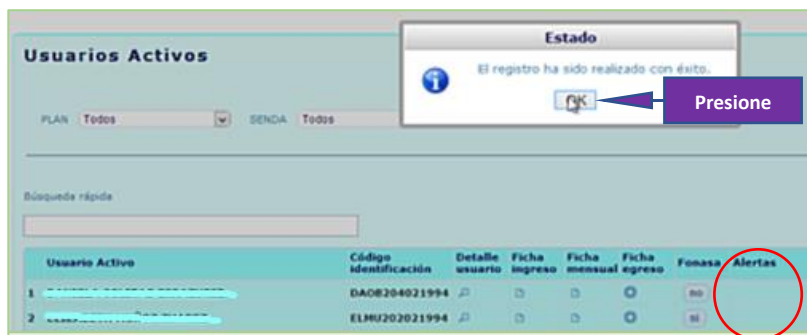 Estado
Usuarios Activos
El registro ha sido realizado con éxito.
OK
Presione
PLAN Todos SENDA Todos
Búsqueda rápida
Usuario Activo Código identificación Detalle usuario Ficha ingreso Ficha mensual Ficha egreso Fonasa Alertas
1 DAOB204021994 no
2 ELMU202021994 si